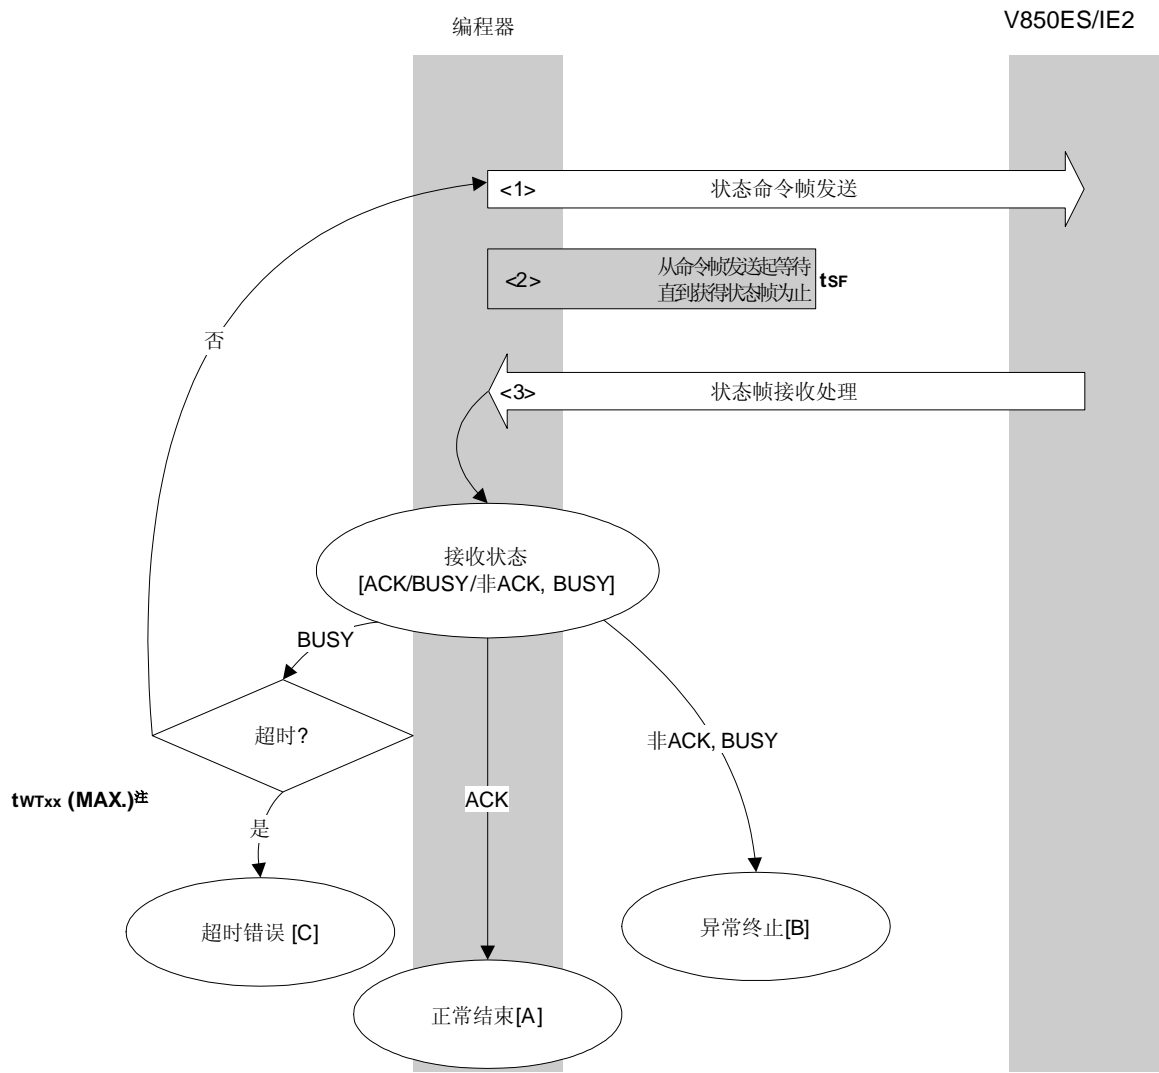 编程器
V850ES/IE2
<1> 状态命令帧发送
<2> 从命令帧发送起等待
直到获得状态帧为止
tSF
否
<3> 状态帧接收处理
接收状态
[ACK/BUSY/非ACK, BUSY]
BUSY
超时?
非ACK, BUSY
tWTxx (MAX.)注
ACK
是
超时错误 [C]
异常终止[B]
正常结束[A]